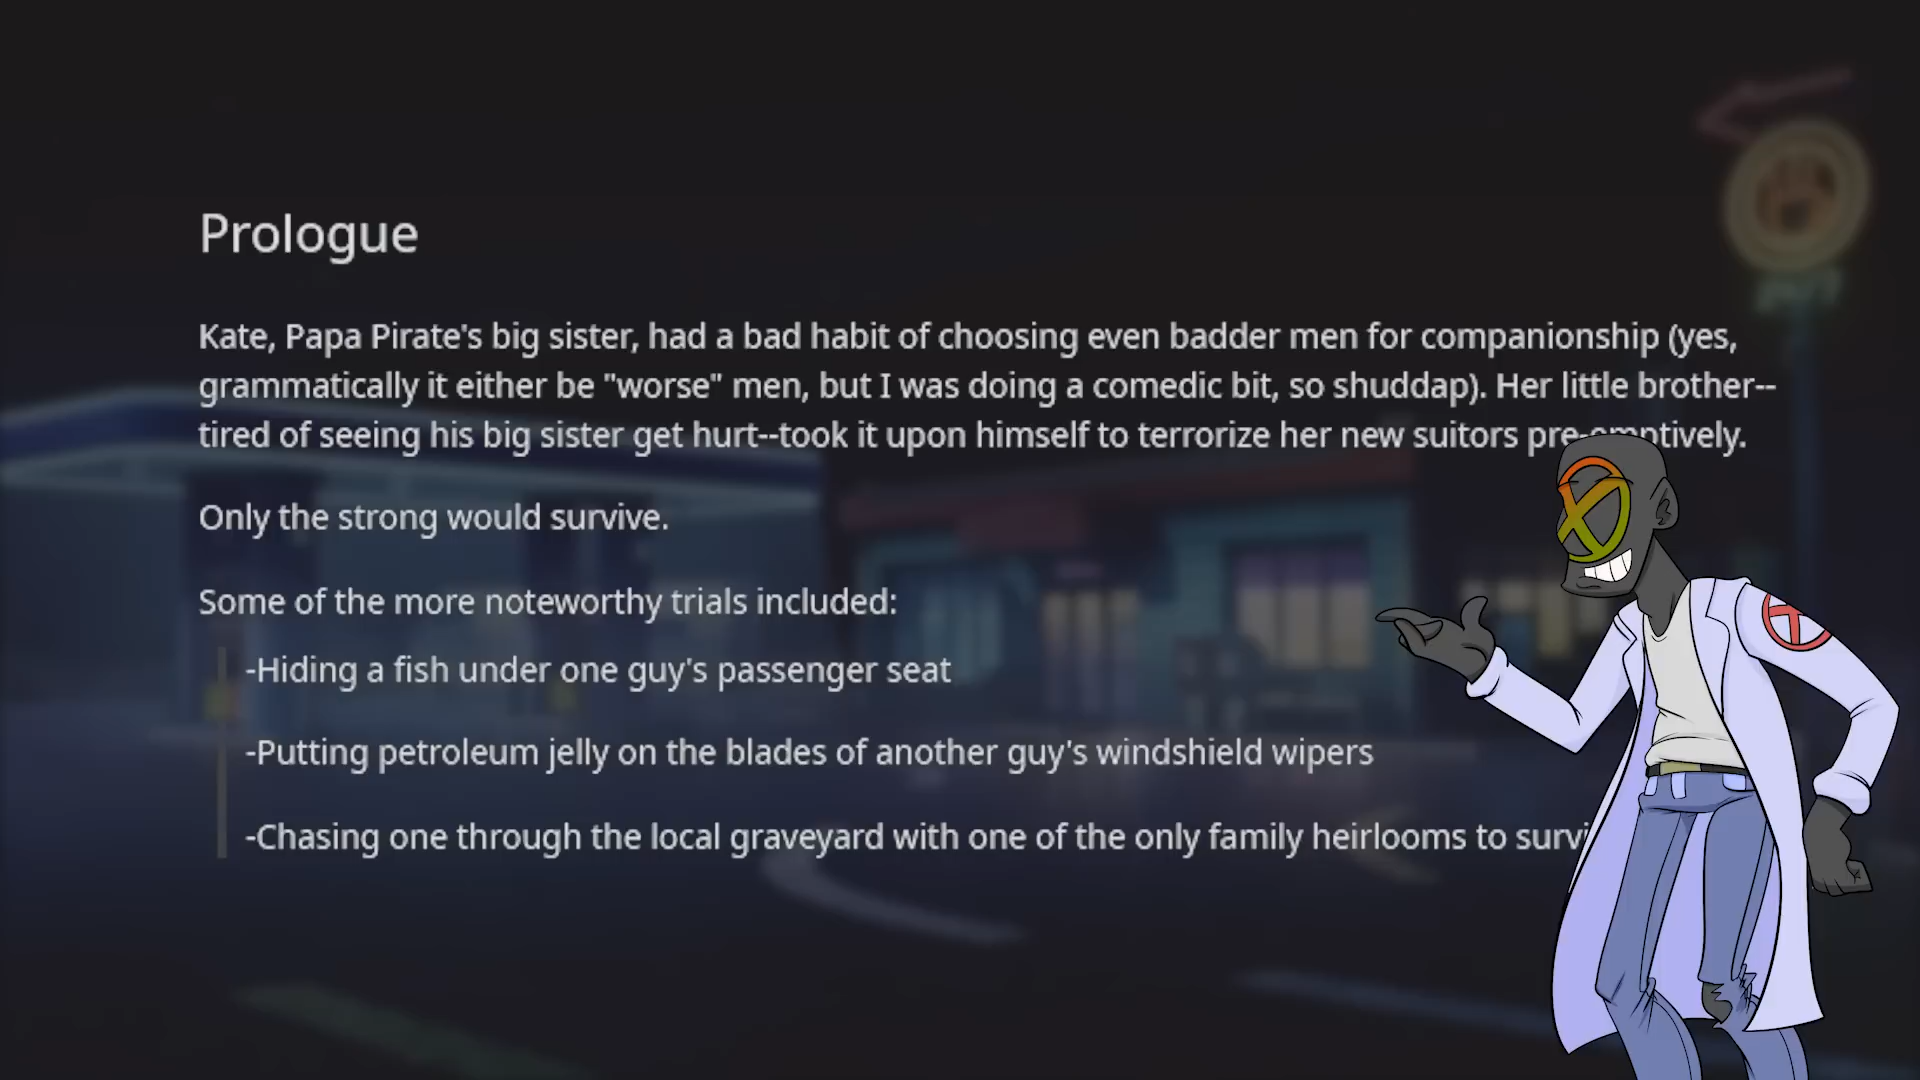 Prologue
Kate, Papa Pirate's big sister, had a bad habit of choosing even badder men for companionship (yes,
grammatically it either be "worse" men, but I was doing a comedic bit, so shuddap). Her little brother--
tired of seeing his big sister get hurt--took it upon himself to terrorize her new suitors pre-emptively.
Only the strong would survive.
Some of the more noteworthy trials included:
-Hiding a fish under one guy's passenger seat
-Putting petroleum jelly on the blades of another guy's windshield wipers
-Chasing one through the local graveyard with one of the only family heirlooms to